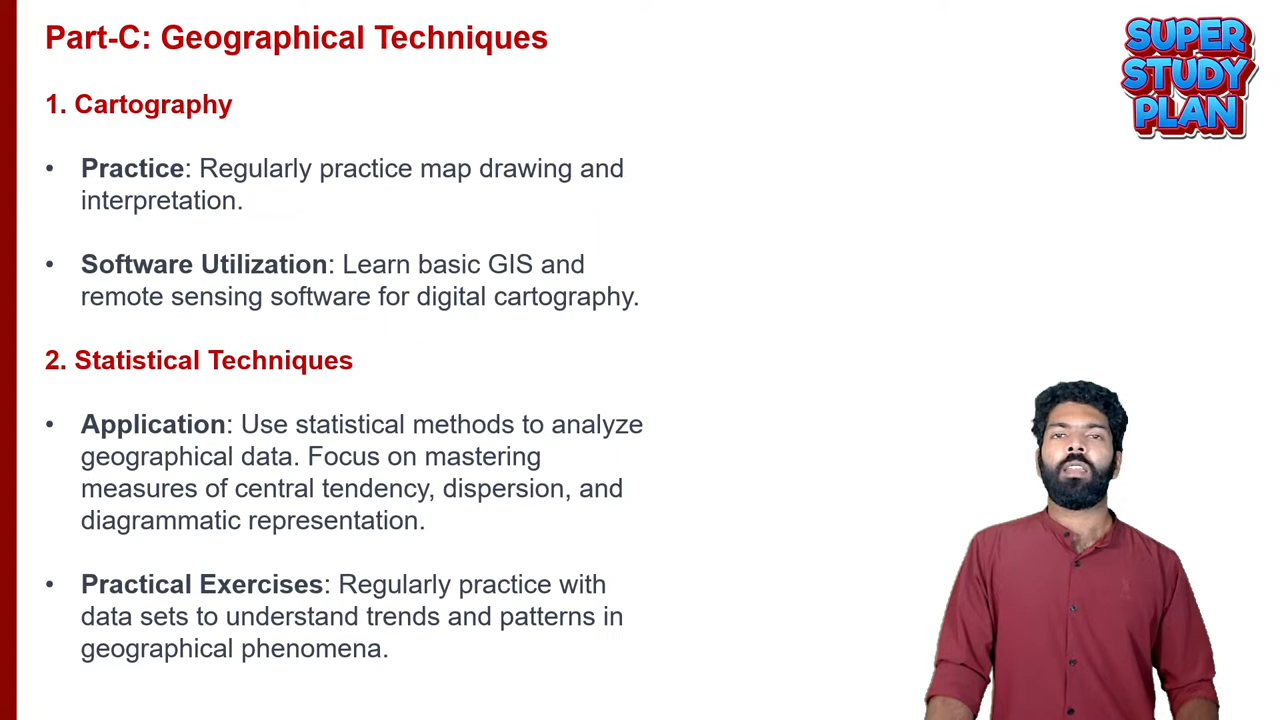 Part-C: Geographical Techniques
SUPER
STUDY
PLAN
1. Cartography
• Practice: Regularly practice map drawing and
interpretation.
• Software Utilization: Learn basic GIS and
remote sensing software for digital cartography.
2. Statistical Techniques
• Application: Use statistical methods to analyze
geographical data. Focus on mastering
measures of central tendency, dispersion, and
diagrammatic representation.
• Practical Exercises: Regularly practice with
data sets to understand trends and patterns in
geographical phenomena.